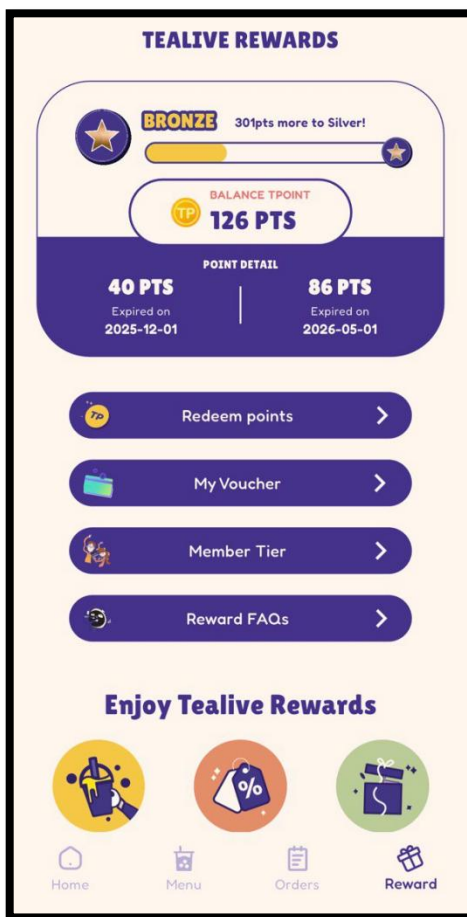 TEALIVE REWARDS
BRONZE 301pts more to Silver!
BALANCE TPOINT
TP 126 PTS
POINT DETAIL
40 PTS 86 PTS
Expired on Expired on
2025-12-01 2026-05-01
TP Redeem points
My Voucher
Member Tier
Reward FAQs
Enjoy Tealive Rewards
%
Home Menu Orders Reward